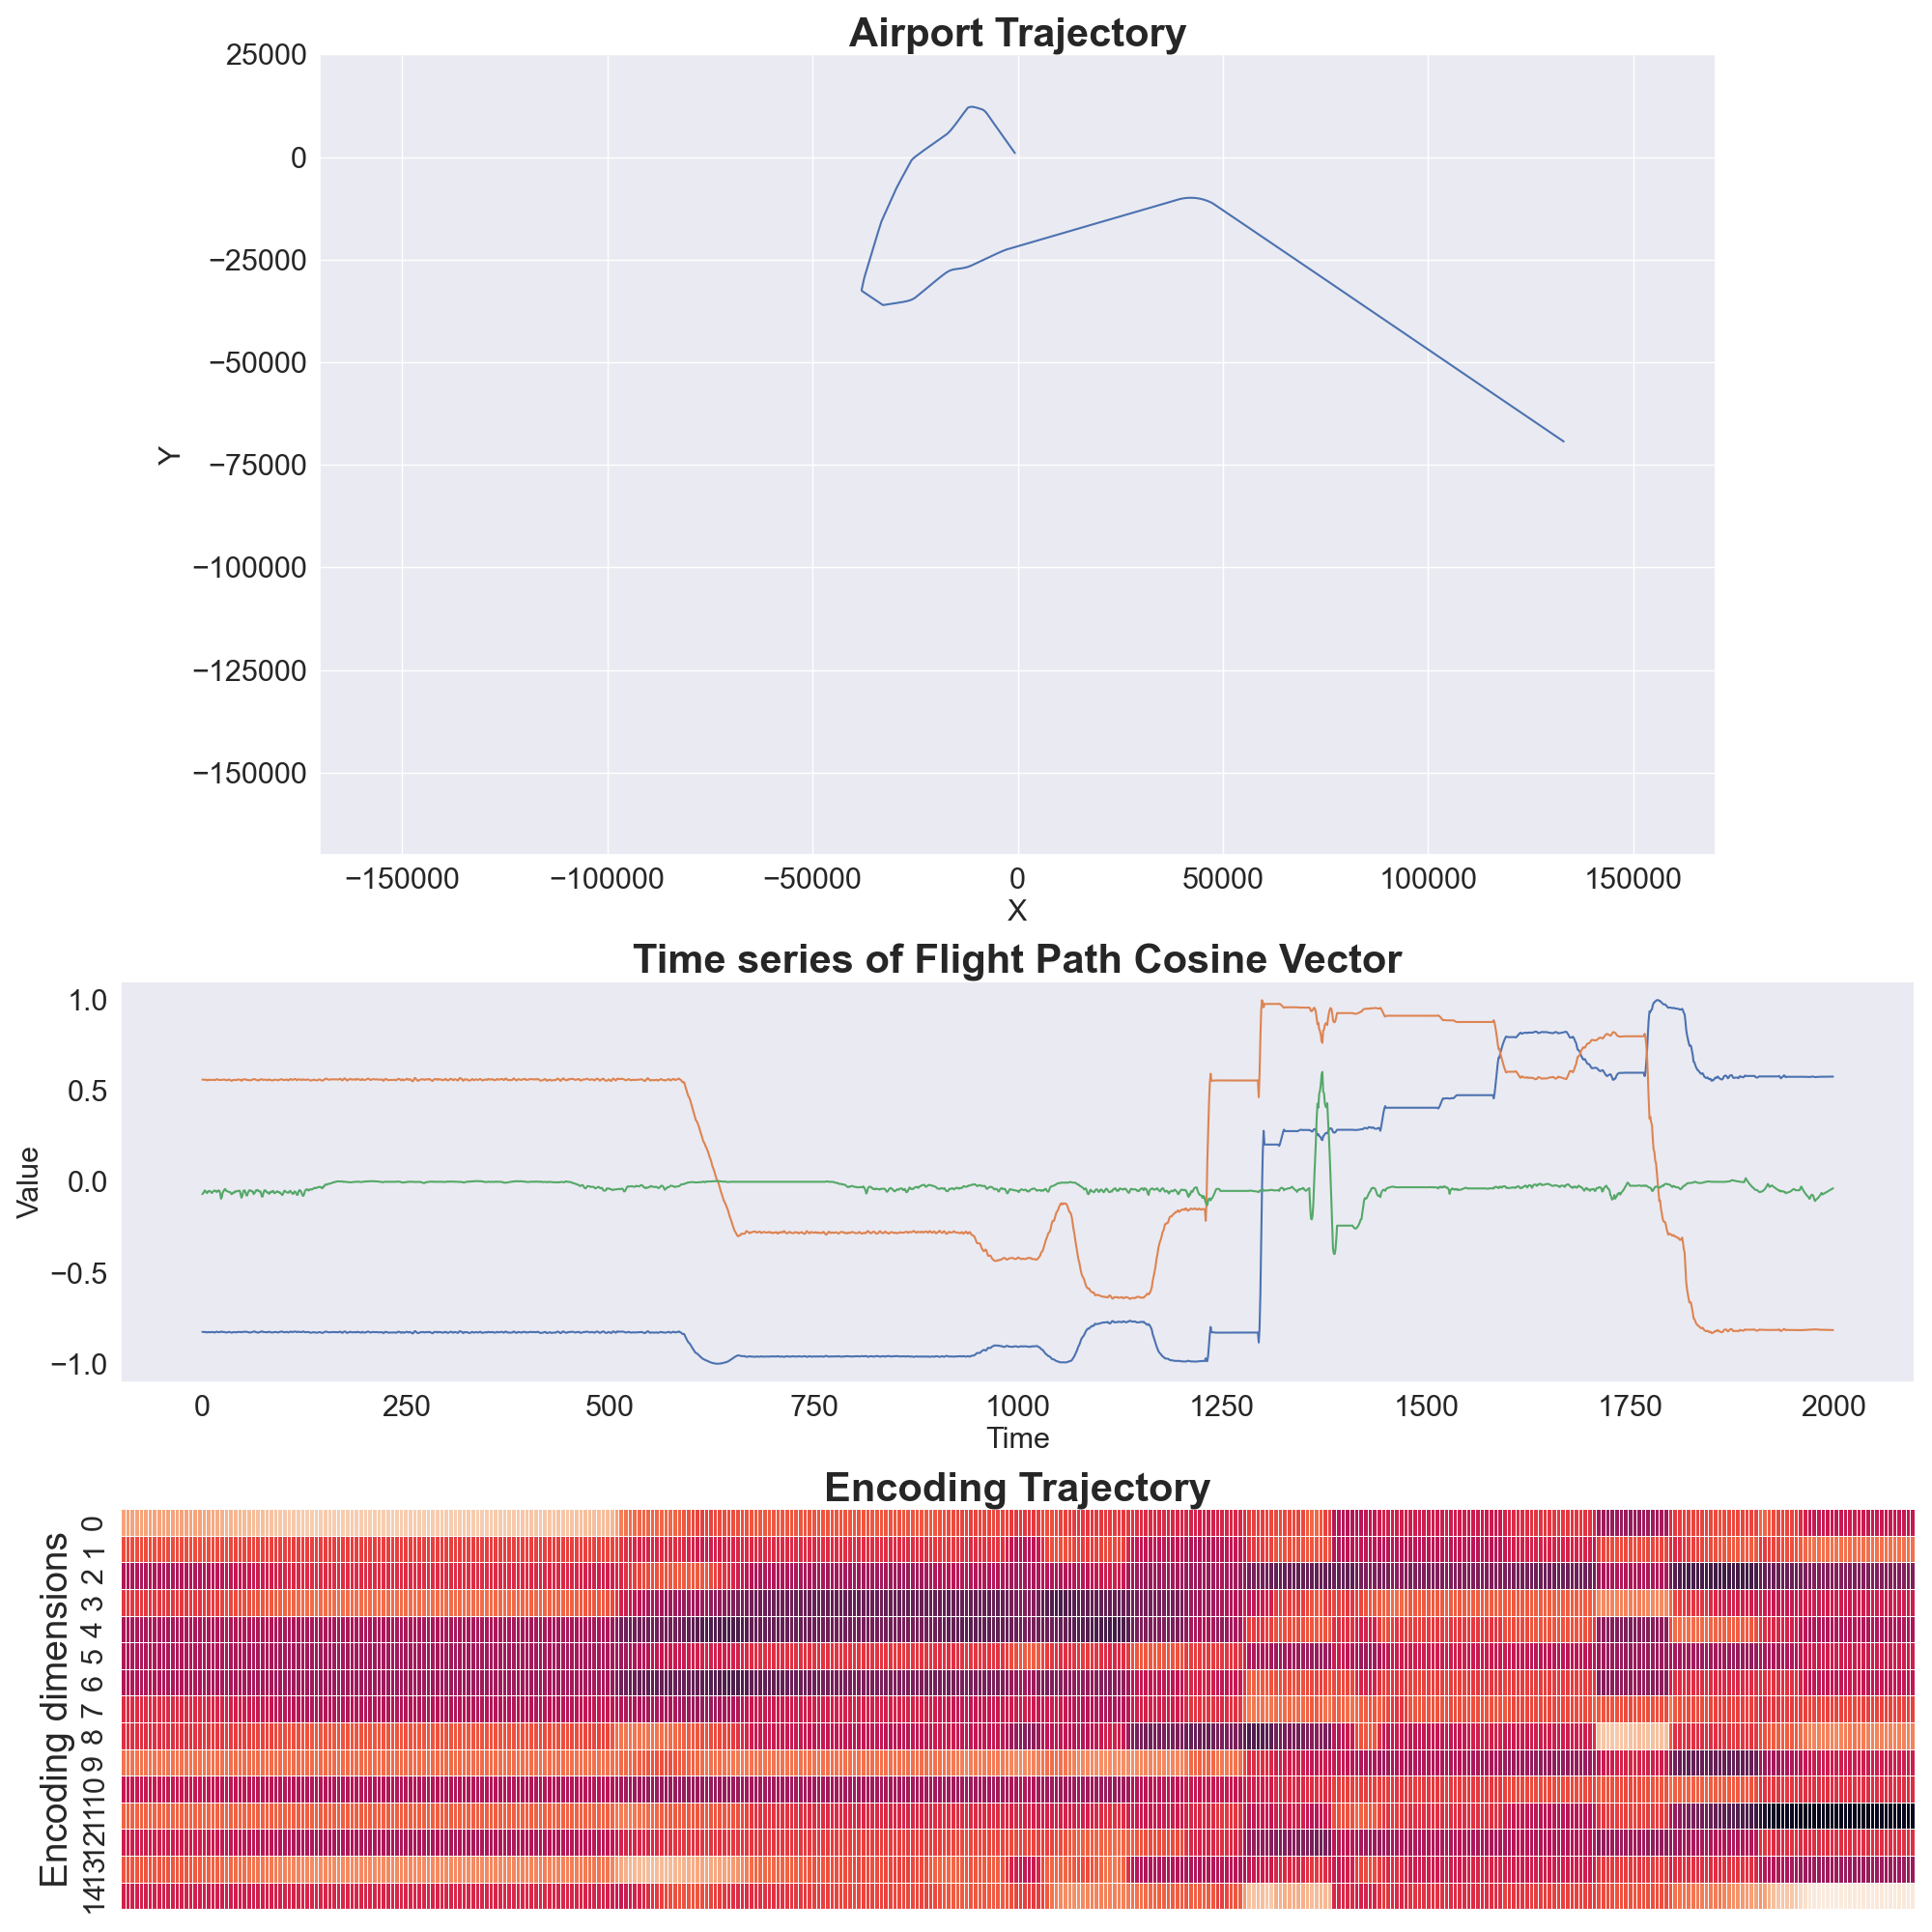 Airport Trajectory
25000
0
−25000
−50000
−75000
−100000
−125000
−150000
Y
−150000 −100000 −50000 0 50000 100000 150000
X
Time series of Flight Path Cosine Vector
1.0
0.5
0.0
−0.5
−1.0
Value
0 250 500 750 1000 1250 1500 1750 2000
Time
Encoding Trajectory
Encoding dimensions
0
1
2
3
4
5
6
7
8
9
10
11
12
13
14